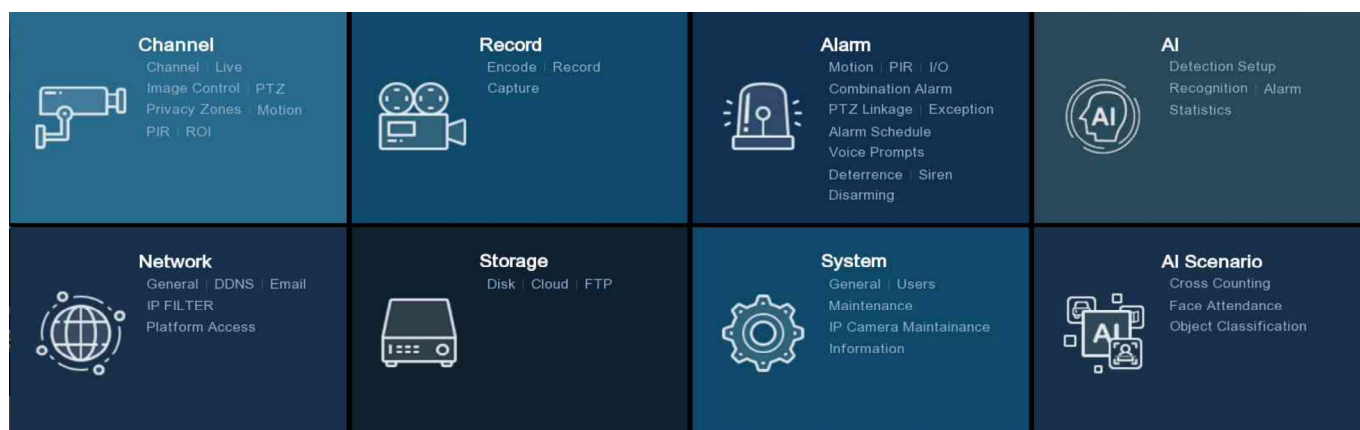 Channel
Channel | Live
Image Control | PTZ
Privacy Zones | Motion
PIR | ROI
Record
Encode | Record
Capture
Alarm
Motion | PIR | I/O
Combination Alarm
PTZ Linkage | Exception
Alarm Schedule
Voice Prompts
Deterrence | Siren
Disarming
AI
Detection Setup
Recognition | Alarm
Statistics
AI
Network
General | DDNS | Email
IP FILTER
Platform Access
Storage
Disk | Cloud | FTP
System
General | Users
Maintenance
IP Camera Maintainance
Information
AI Scenario
Cross Counting
Face Attendance
Object Classification
AI